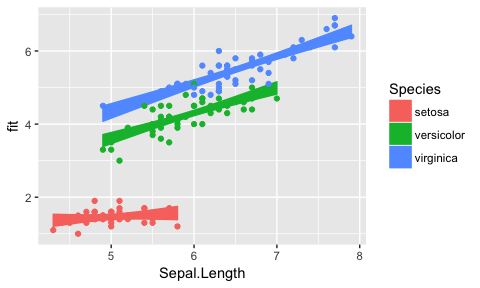 6
4
2
fit
5
6
7
8
Sepal.Length
Species
setosa
versicolor
virginica